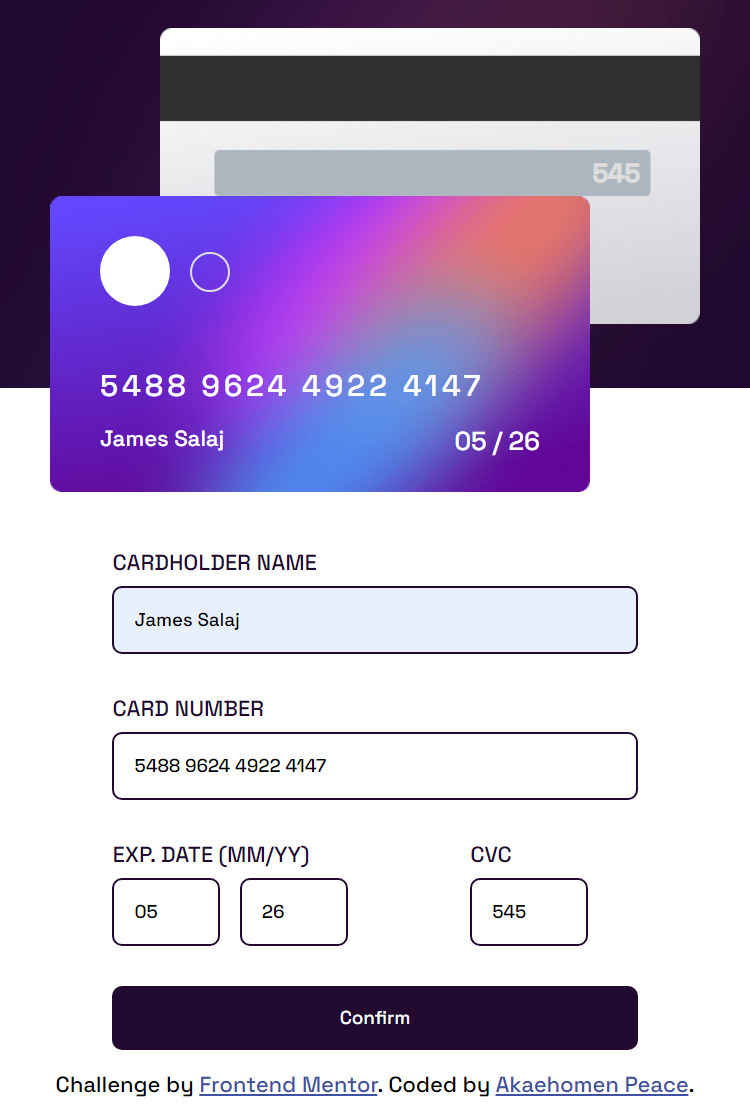 545
5488 9624 4922 4147
James Salaj
05 / 26
CARDHOLDER NAME
James Salaj
CARD NUMBER
5488 9624 4922 4147
EXP. DATE (MM/YY) CVC
05 26 545
Confirm
Challenge by Frontend Mentor. Coded by Akaehomen Peace.